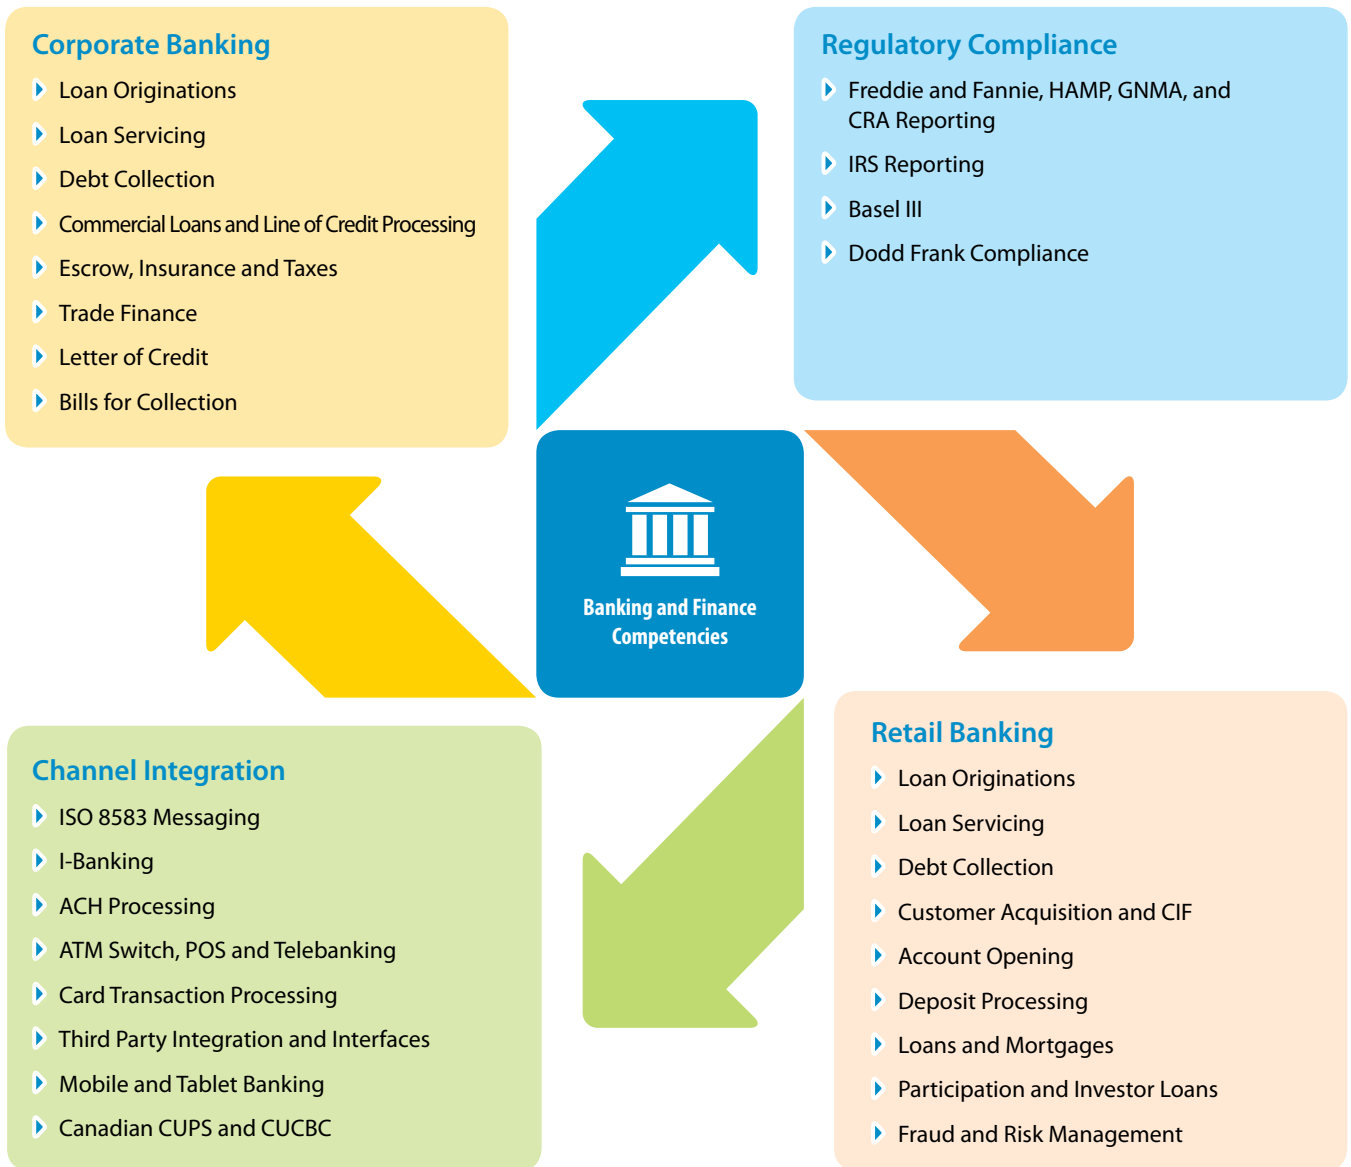 Corporate Banking
Loan Originations
Loan Servicing
Debt Collection
Commercial Loans and Line of Credit Processing
Escrow, Insurance and Taxes
Trade Finance
Letter of Credit
Bills for Collection
Regulatory Compliance
Freddie and Fannie, HAMP, GNMA, and
CRA Reporting
IRS Reporting
Basel III
Dodd Frank Compliance
Banking and Finance
Competencies
Channel Integration
ISO 8583 Messaging
I-Banking
ACH Processing
ATM Switch, POS and Telebanking
Card Transaction Processing
Third Party Integration and Interfaces
Mobile and Tablet Banking
Canadian CUPS and CUCBC
Retail Banking
Loan Originations
Loan Servicing
Debt Collection
Customer Acquisition and CIF
Account Opening
Deposit Processing
Loans and Mortgages
Participation and Investor Loans
Fraud and Risk Management